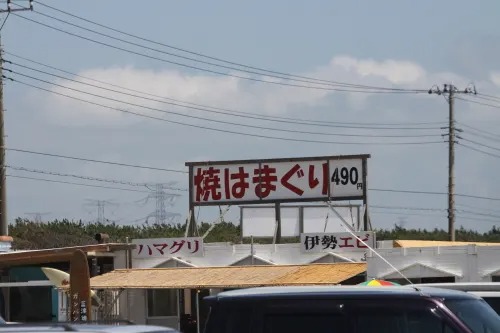 焼はまぐり 490円
ハマグリ
伊勢エビ